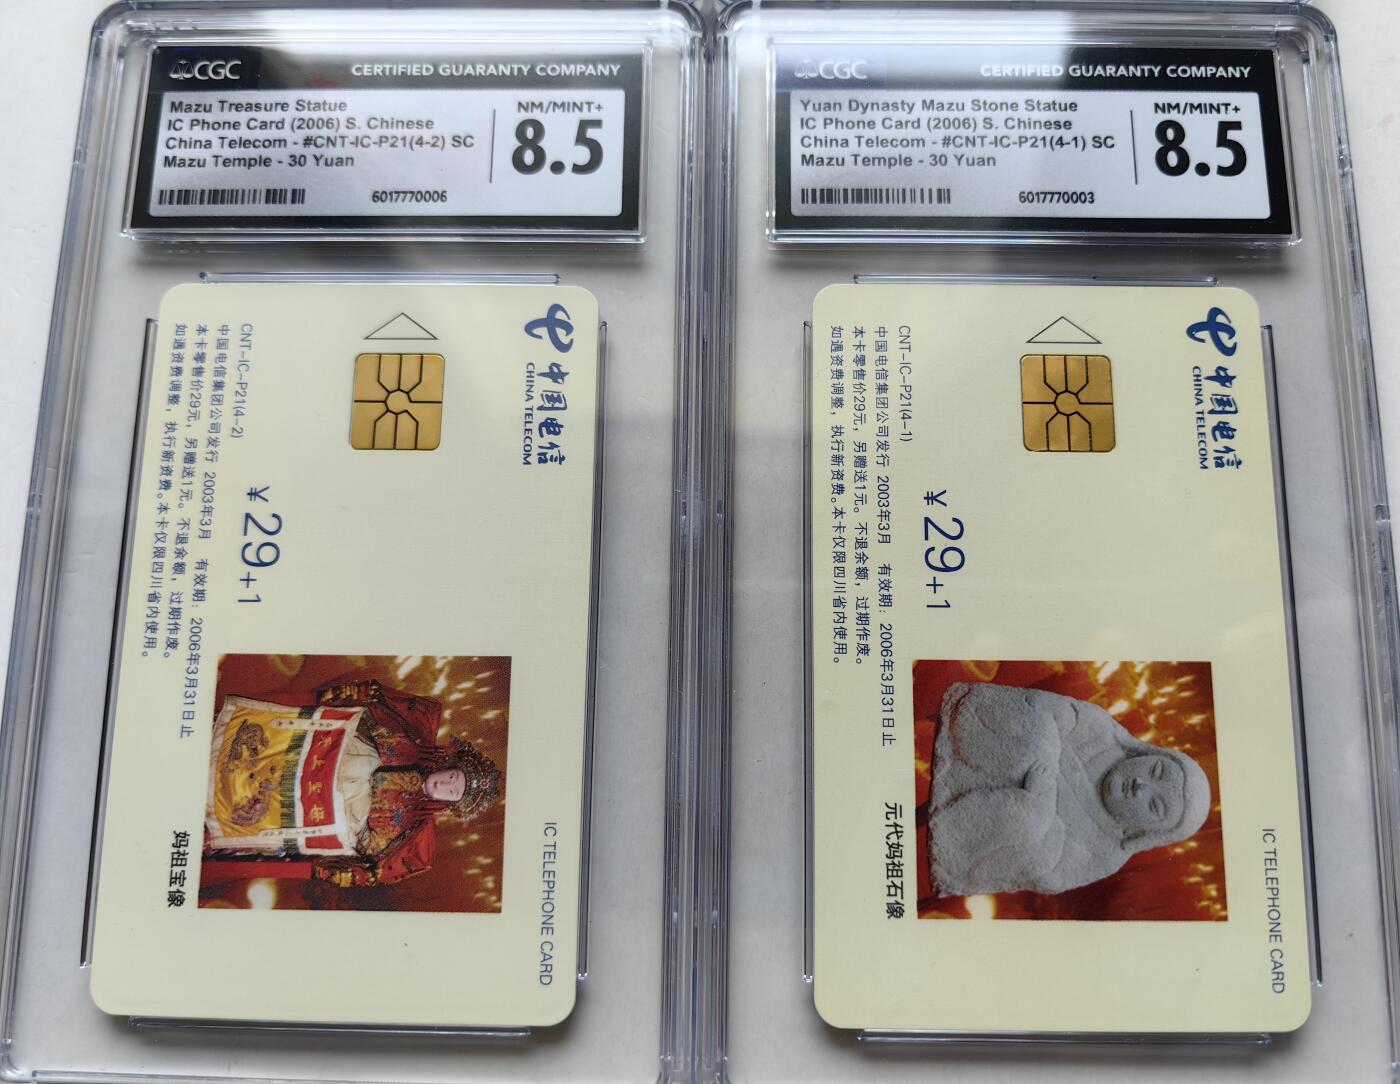 CGC
CERTIFIED GUARANTY COMPANY
Mazu Treasure Statue
IC Phone Card (2006) S. Chinese
China Telecom - #CNT-IC-P21(4-2) SC
Mazu Temple - 30 Yuan
NM/MINT+
8.5
6017770006
中国电信
CHINA TELECOM
¥29+1
CNT-IC-P21(4-2)
中国电信集团公司发行 2003年3月 有效期：2006年3月31日止
本卡零售价29元，另赠送1元。不退余额，过期作废。
如遇资费调整，执行新资费。本卡仅限四川省内使用。
天上圣母
妈祖宝像
IC TELEPHONE CARD
CGC
CERTIFIED GUARANTY COMPANY
Yuan Dynasty Mazu Stone Statue
IC Phone Card (2006) S. Chinese
China Telecom - #CNT-IC-P21(4-1) SC
Mazu Temple - 30 Yuan
NM/MINT+
8.5
6017770003
中国电信
CHINA TELECOM
¥29+1
CNT-IC-P21(4-1)
中国电信集团公司发行 2003年3月 有效期：2006年3月31日止
本卡零售价29元，另赠送1元。不退余额，过期作废。
如遇资费调整，执行新资费。本卡仅限四川省内使用。
元代妈祖石像
IC TELEPHONE CARD